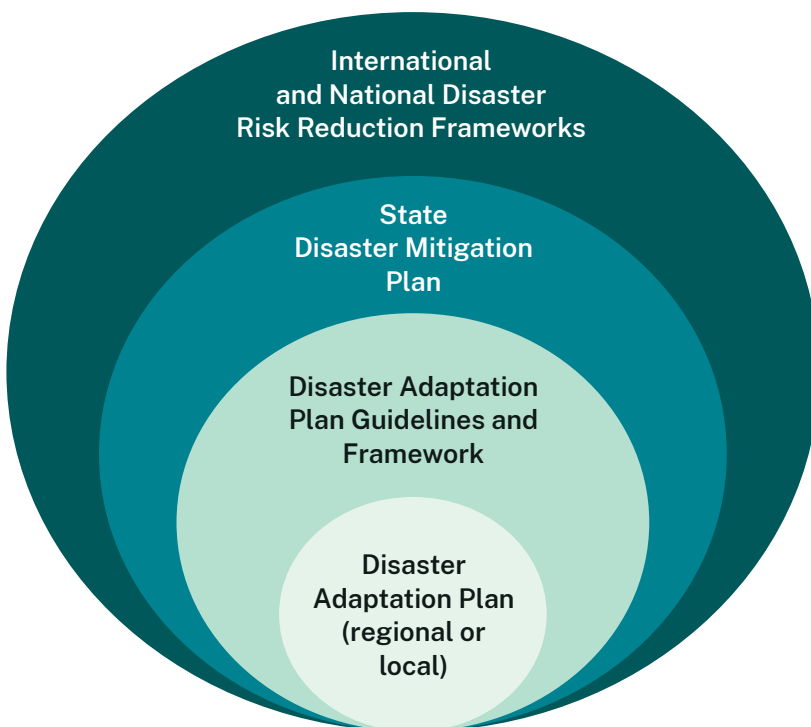 International
and National Disaster
Risk Reduction Frameworks
State
Disaster Mitigation
Plan
Disaster Adaptation
Plan Guidelines and
Framework
Disaster
Adaptation Plan
(regional or
local)